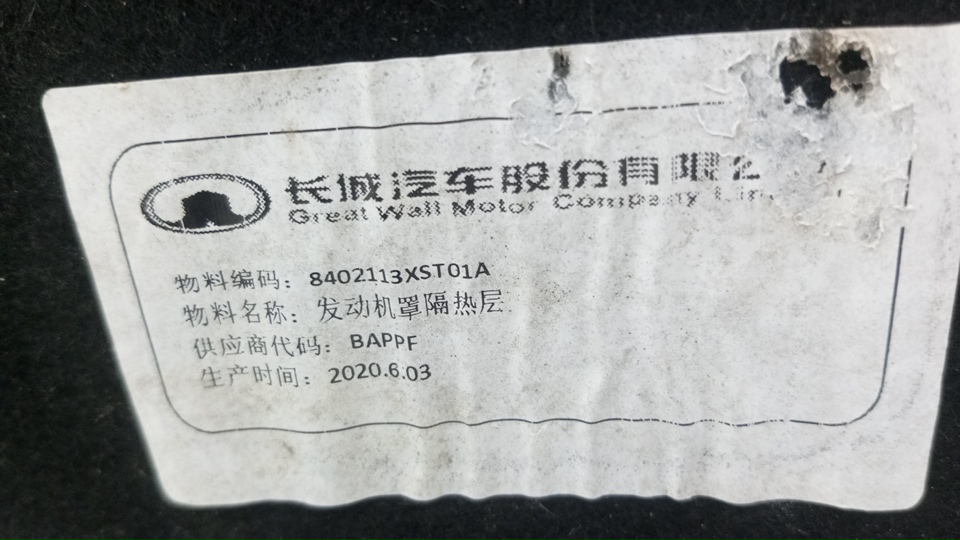 长城汽车股份有限
Great Wall Motor Company
物料编码：8402113XST01A
物料名称：发动机罩隔热层
供应商代码：BAPPF
生产时间：2020.6.03